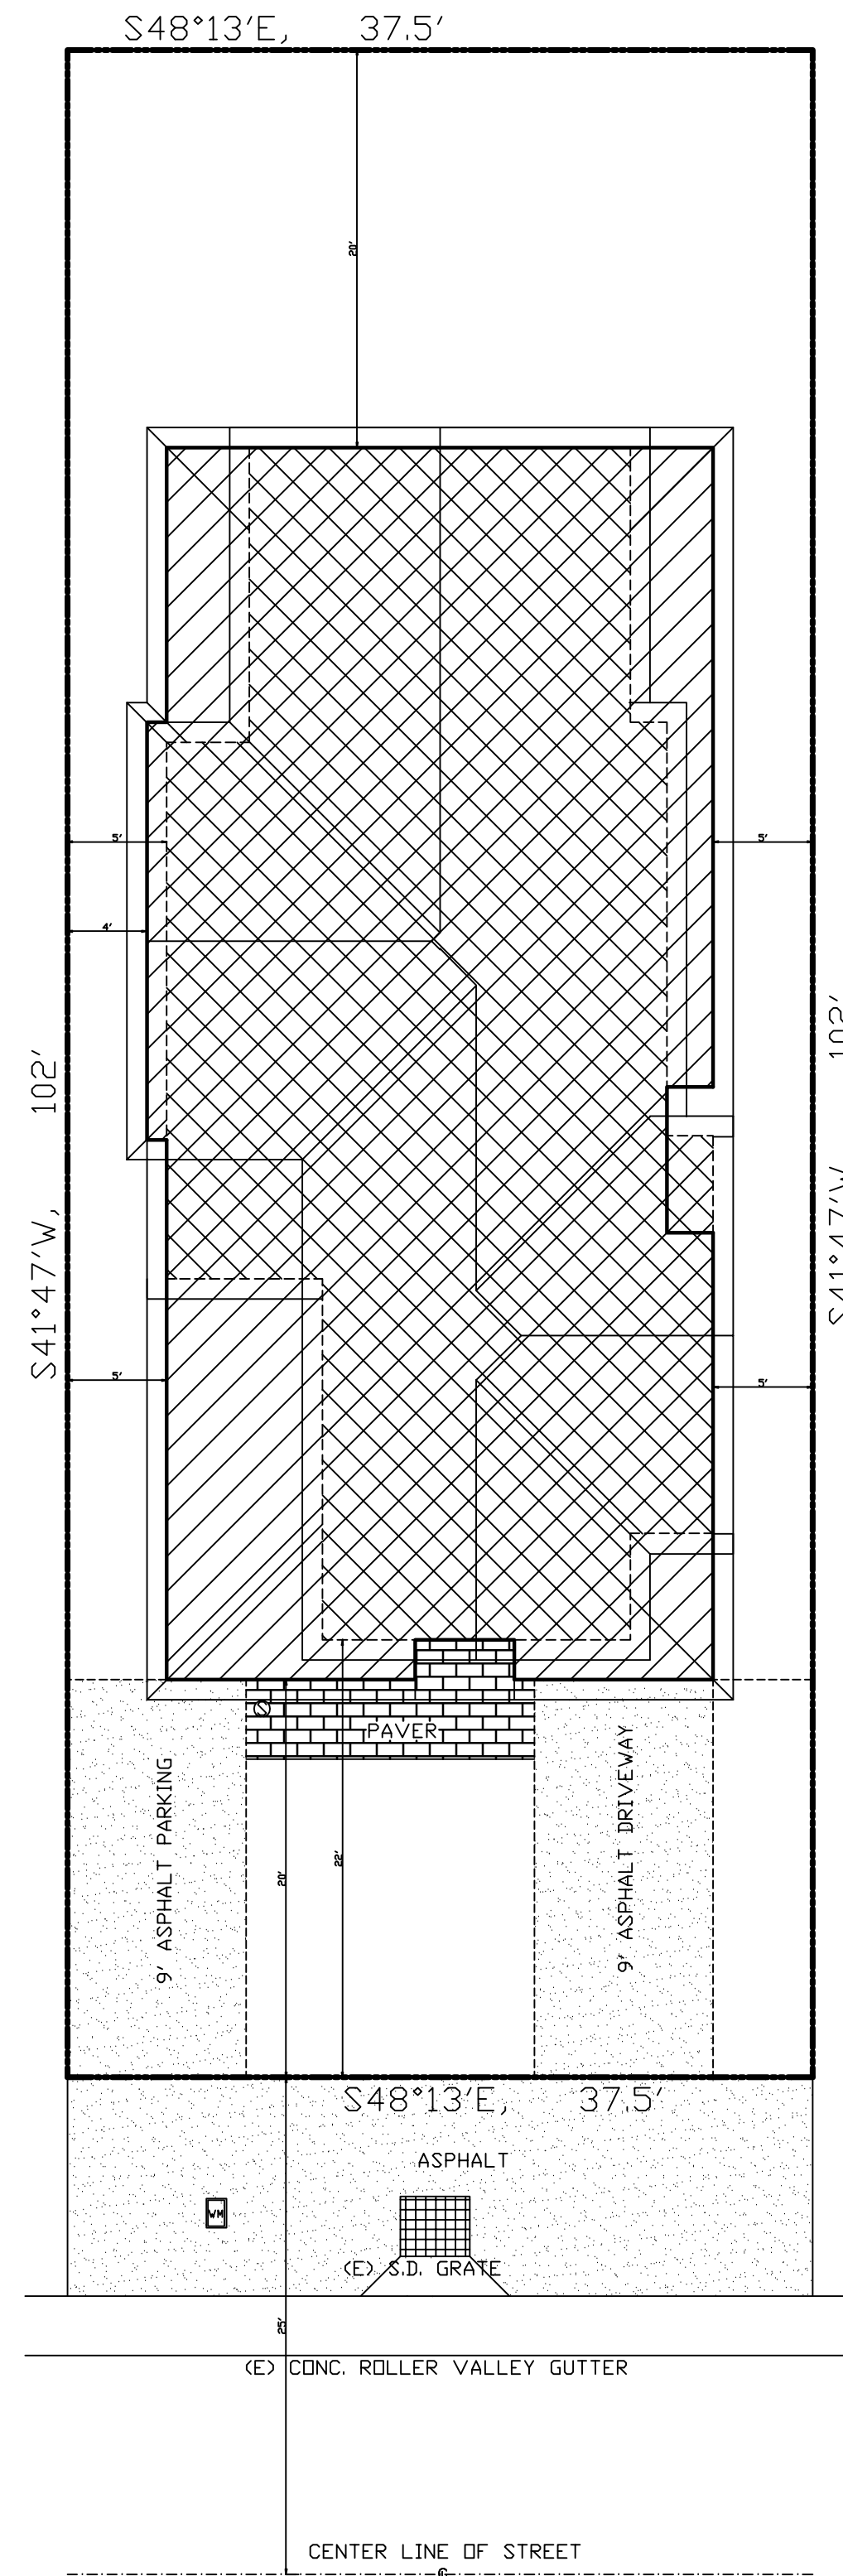 S48°13'E, 37.5'
20'
5'
5'
4'
S41°47'W, 102'
S41°47'W 102'
5'
5'
PAVER
9' ASPHALT PARKING
9' ASPHALT DRIVEWAY
20'
22'
S48°13'E, 37.5'
ASPHALT
WM
(E) S.D. GRATE
25'
(E) CONC. ROLLER VALLEY GUTTER
CENTER LINE OF STREET